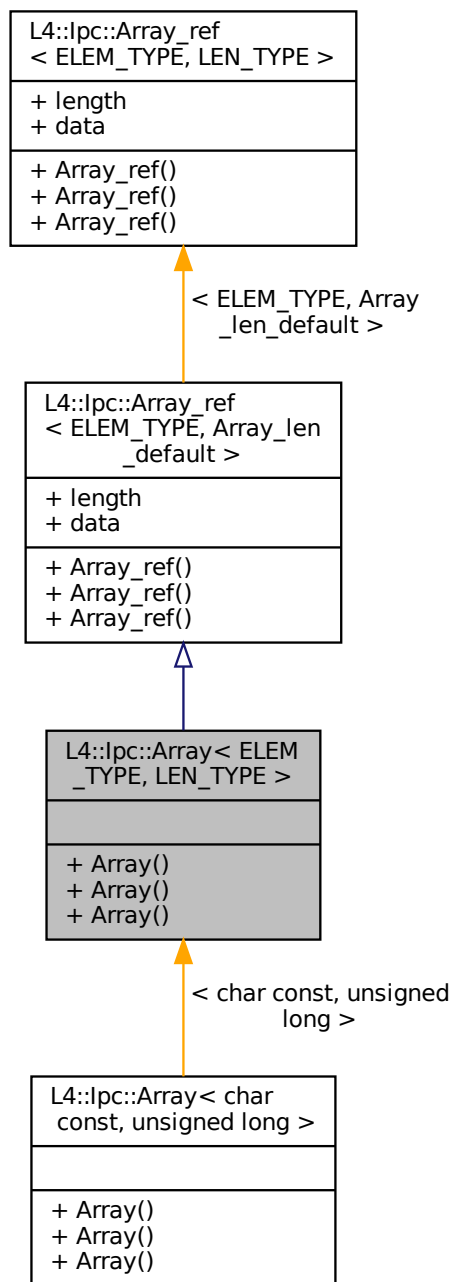 L4::Ipc::Array_ref
< ELEM_TYPE, LEN_TYPE >
+ length
+ data
+ Array_ref()
+ Array_ref()
+ Array_ref()
< ELEM_TYPE, Array
_len_default >
L4::Ipc::Array_ref
< ELEM_TYPE, Array_len
_default >
+ length
+ data
+ Array_ref()
+ Array_ref()
+ Array_ref()
L4::Ipc::Array< ELEM
_TYPE, LEN_TYPE >
+ Array()
+ Array()
+ Array()
< char const, unsigned
long >
L4::Ipc::Array< char
const, unsigned long >
+ Array()
+ Array()
+ Array()